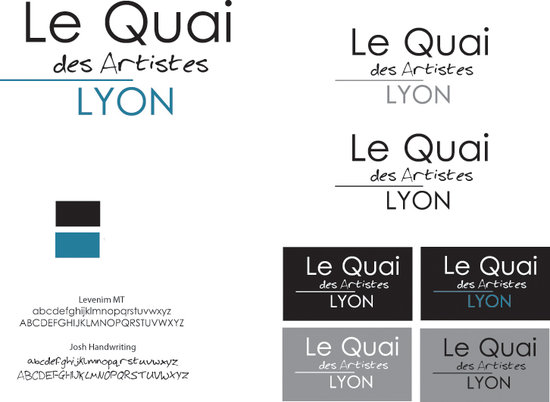 Le Quai
des Artistes
LYON
Levenim MT
abcdefghijklmnopqrstuvwxyz
ABCDEFGHIJKLMNOPQRSTUVWXYZ
Josh Handwriting
abcdefghijklmnopqrstuvwxyz
ABCDEFGHIJKLMNOPQRSTUVWXYZ
Le Quai
des Artistes
LYON
Le Quai
des Artistes
LYON
Le Quai
des Artistes
LYON
Le Quai
des Artistes
LYON
Le Quai
des Artistes
LYON
Le Quai
des Artistes
LYON